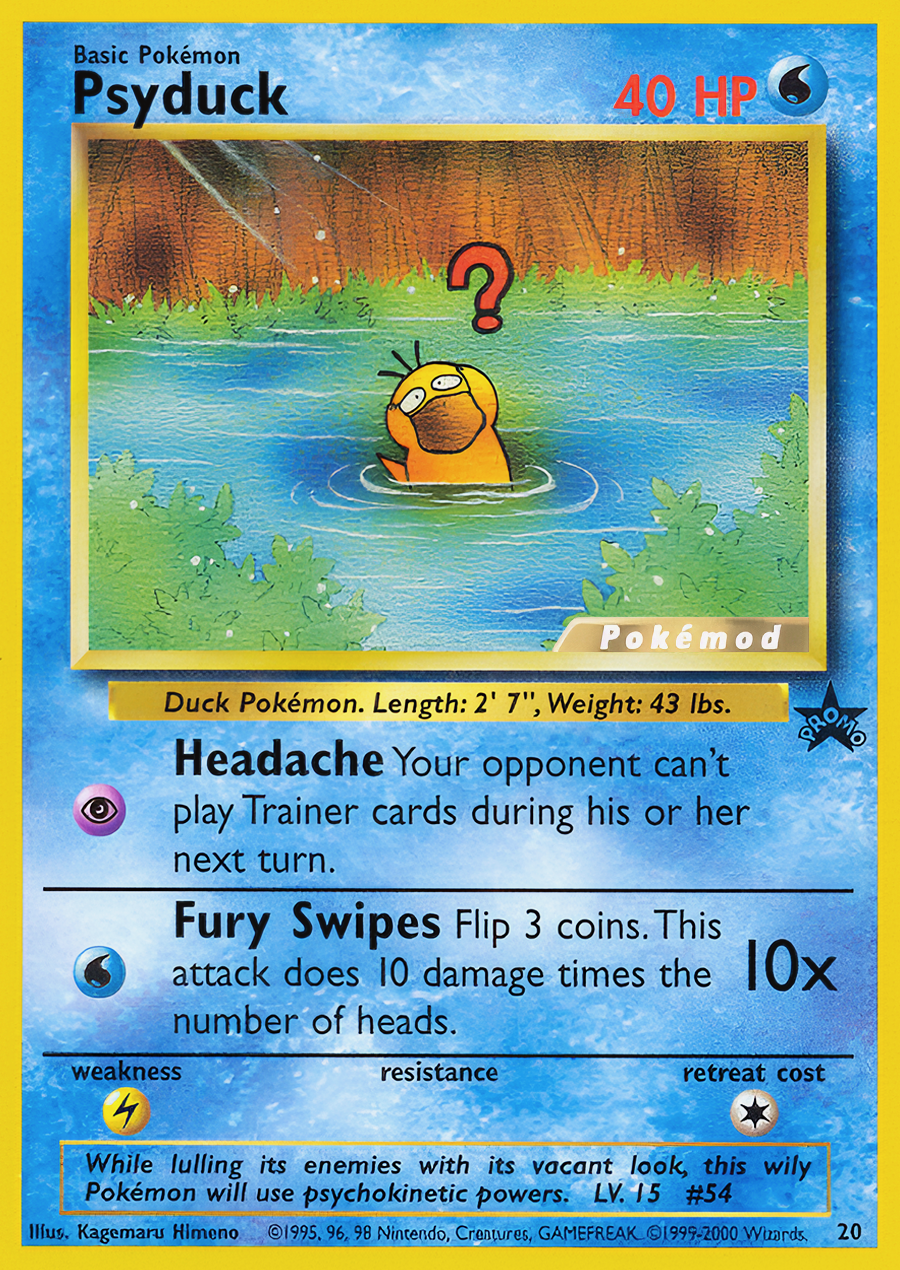 Basic Pokémon
Psyduck
40 HP
?
Pokémod
Duck Pokémon. Length: 2' 7", Weight: 43 lbs.
PROMO
Headache Your opponent can't
play Trainer cards during his or her
next turn.
Fury Swipes Flip 3 coins. This
attack does 10 damage times the
number of heads.
10x
weakness
resistance
retreat cost
While lulling its enemies with its vacant look, this wily
Pokémon will use psychokinetic powers. LV. 15 #54
Illus. Kagemaru Himeno
©1995, 96, 98 Nintendo, Creatures, GAMEFREAK. ©1999-2000 Wizards.
20